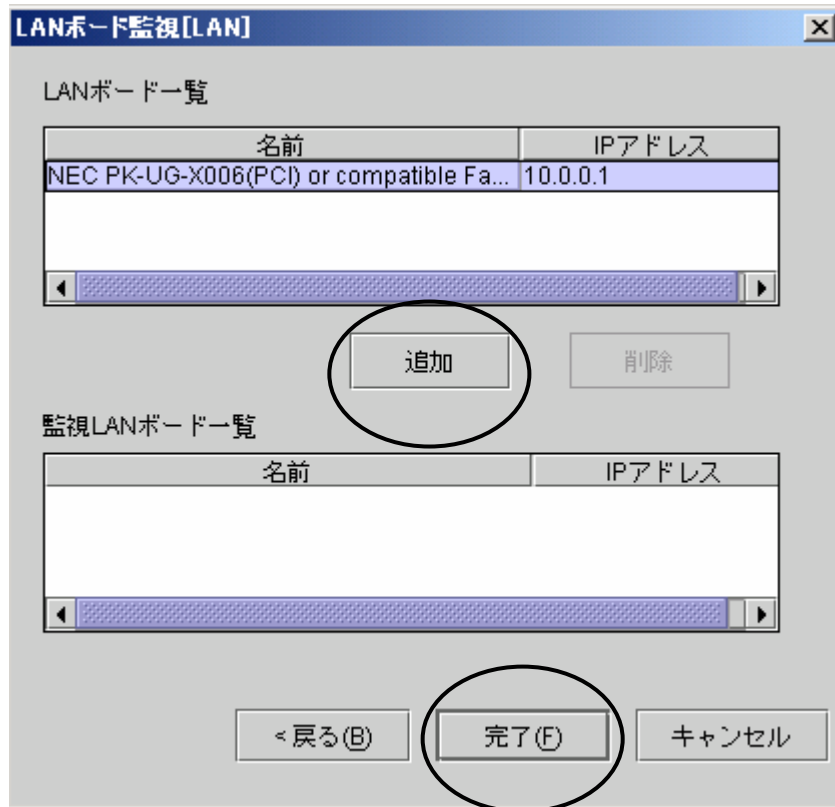 LANボード監視[LAN]
LANボード一覧
名前 IPアドレス
NEC PK-UG-X006(PCI) or compatible Fa... 10.0.0.1
追加 削除
監視LANボード一覧
名前 IPアドレス
<戻る(B) 完了(F) キャンセル